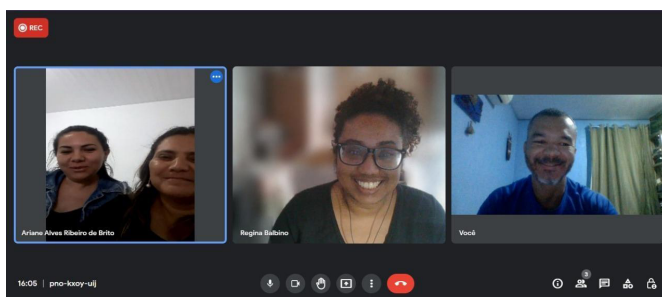 REC
Ariane Alves Ribeiro de Brito
Regina Balbino
Você
16:05 | pno-kxoy-uij
3